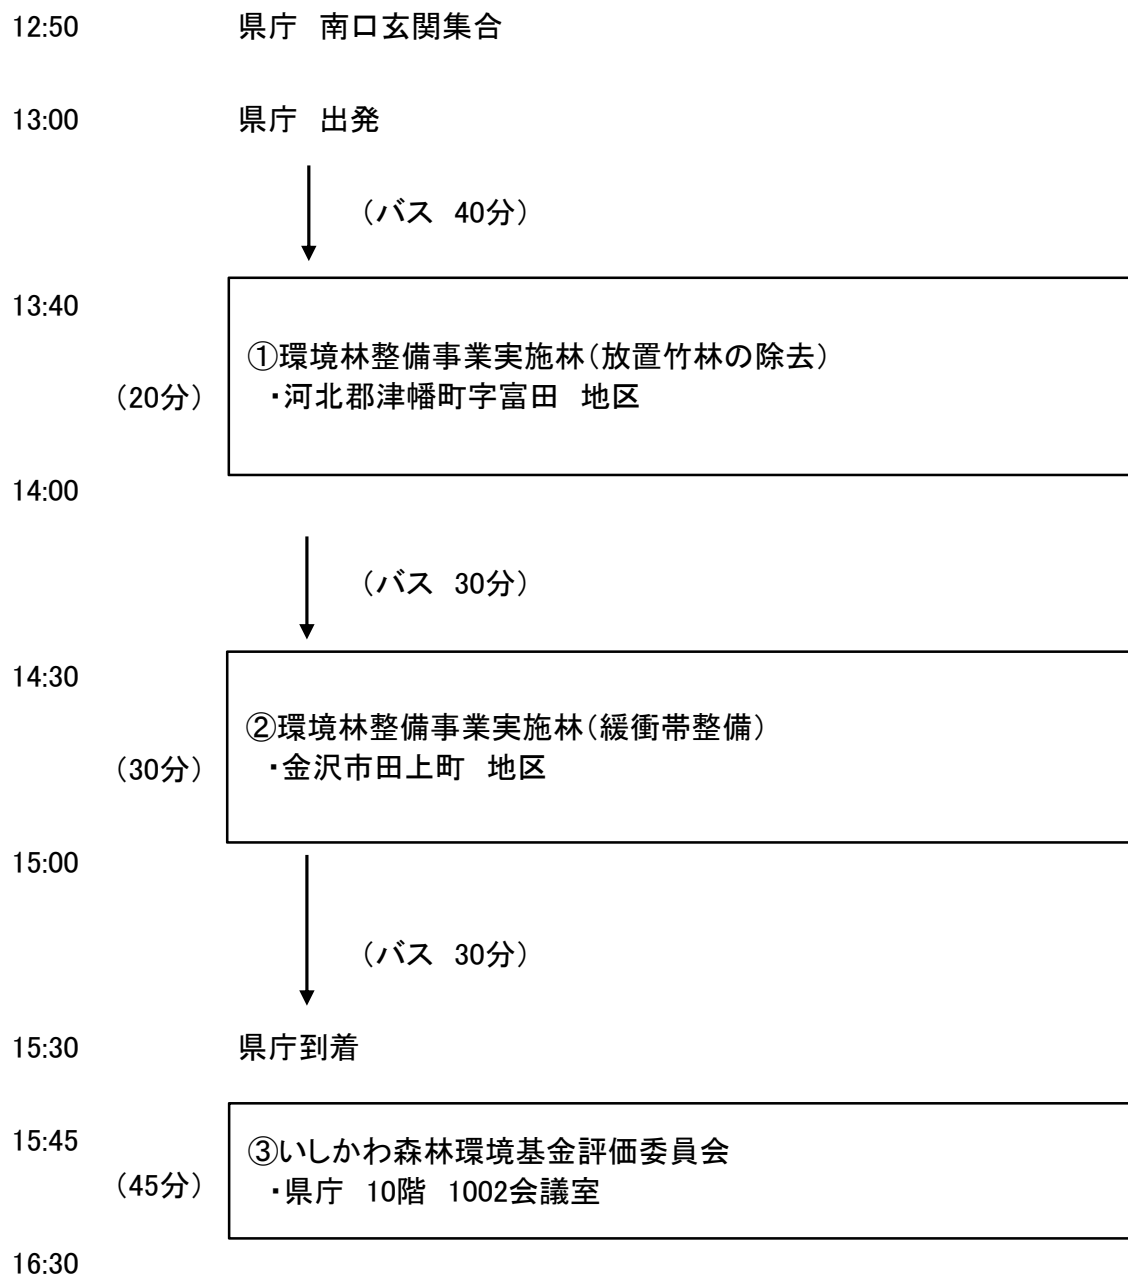 12:50 県庁 南口玄関集合
13:00 県庁 出発
（バス 40分）
13:40
①環境林整備事業実施林（放置竹林の除去）
（20分） ・河北郡津幡町字富田 地区
14:00
（バス 30分）
14:30
②環境林整備事業実施林（緩衝帯整備）
（30分） ・金沢市田上町 地区
15:00
（バス 30分）
15:30 県庁到着
15:45 ③いしかわ森林環境基金評価委員会
（45分） ・県庁 10階 1002会議室
16:30